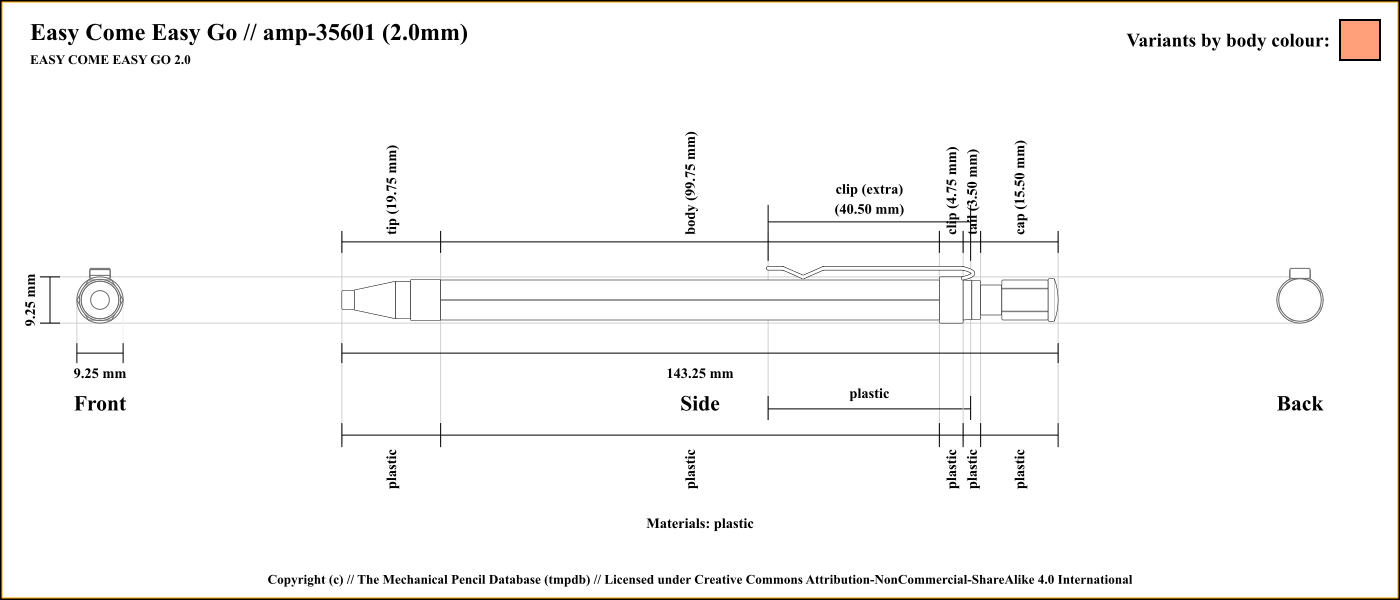 Easy Come Easy Go // amp-35601 (2.0mm)
EASY COME EASY GO 2.0
Variants by body colour:
tip (19.75 mm)
body (99.75 mm)
clip (extra)
(40.50 mm)
clip (4.75 mm)
tail (3.50 mm)
cap (15.50 mm)
9.25 mm
9.25 mm
143.25 mm
Front
Side
Back
plastic
plastic
plastic
plastic
plastic
plastic
Materials: plastic
Copyright (c) // The Mechanical Pencil Database (tmpdb) // Licensed under Creative Commons Attribution-NonCommercial-ShareAlike 4.0 International